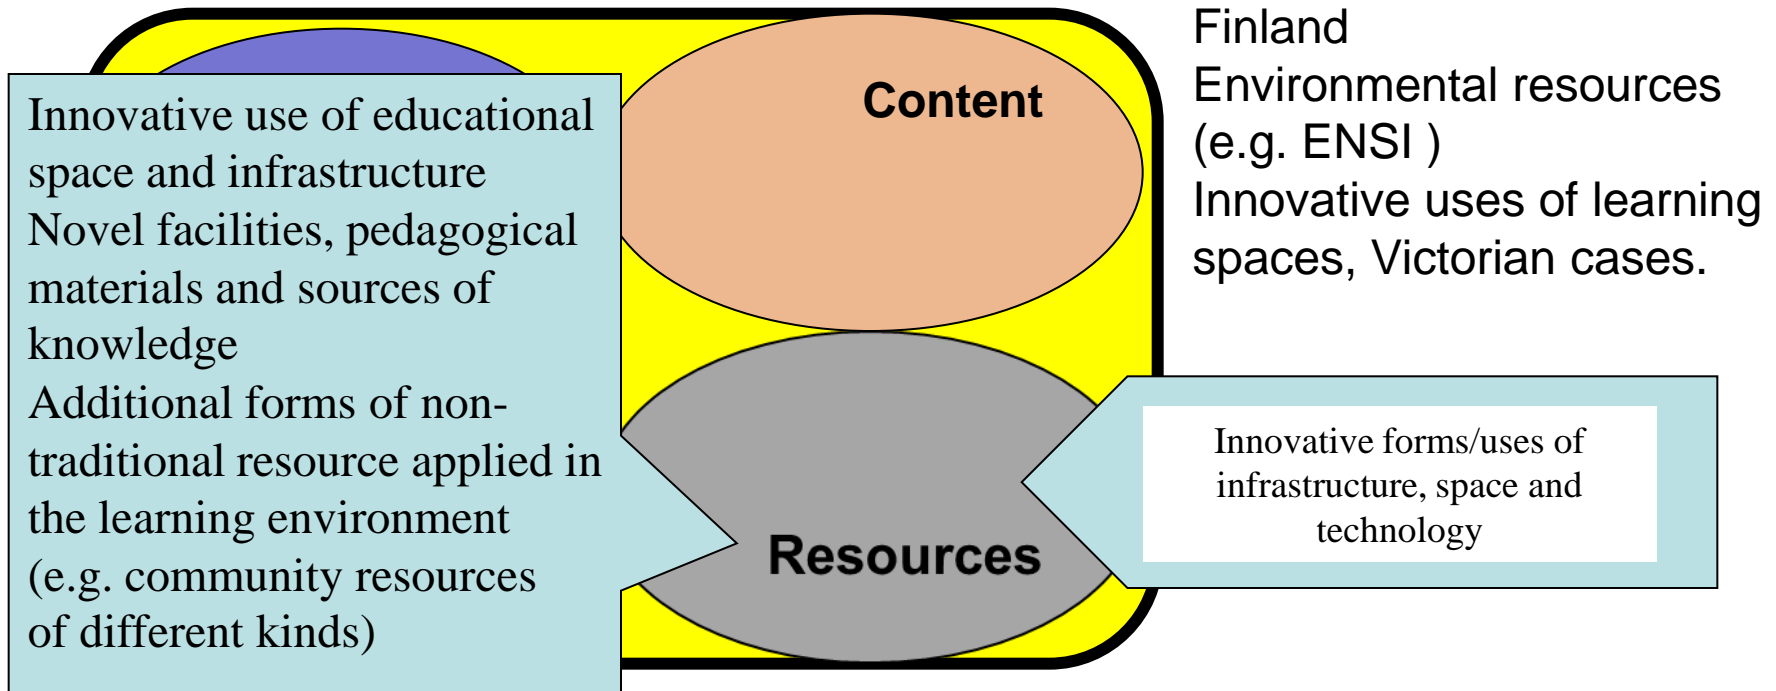 Innovative use of educational
space and infrastructure
Novel facilities, pedagogical
materials and sources of
knowledge
Additional forms of non-
traditional resource applied in
the learning environment
(e.g. community resources
of different kinds)
Content
Resources
Finland
Environmental resources
(e.g. ENSI )
Innovative uses of learning
spaces, Victorian cases.
Innovative forms/uses of
infrastructure, space and
technology